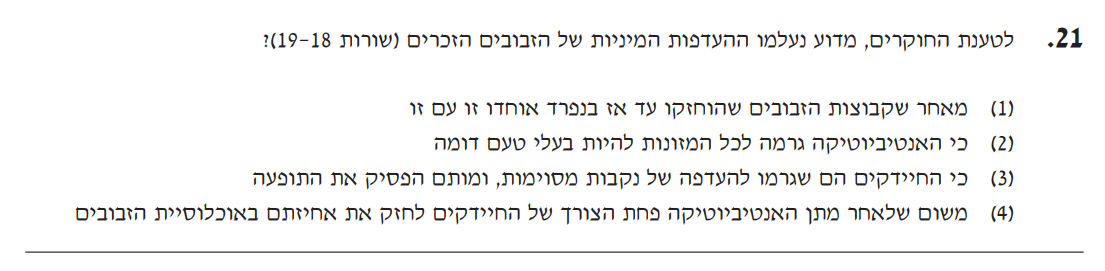 21. לטענת החוקרים, מדוע נעלמו ההעדפות המיניות של הזבובים הזכרים (שורות 18–19)?
(1) מאחר שקבוצות הזבובים שהוחזקו עד אז בנפרד אוחדו זו עם זו
(2) כי האנטיביוטיקה גרמה לכל המזונות להיות בעלי טעם דומה
(3) כי החיידקים הם שגרמו להעדפה של נקבות מסוימות, ומותם הפסיק את התופעה
(4) משום שלאחר מתן האנטיביוטיקה פחת הצורך של החיידקים לחזק את אחיזתם באוכלוסיית הזבובים